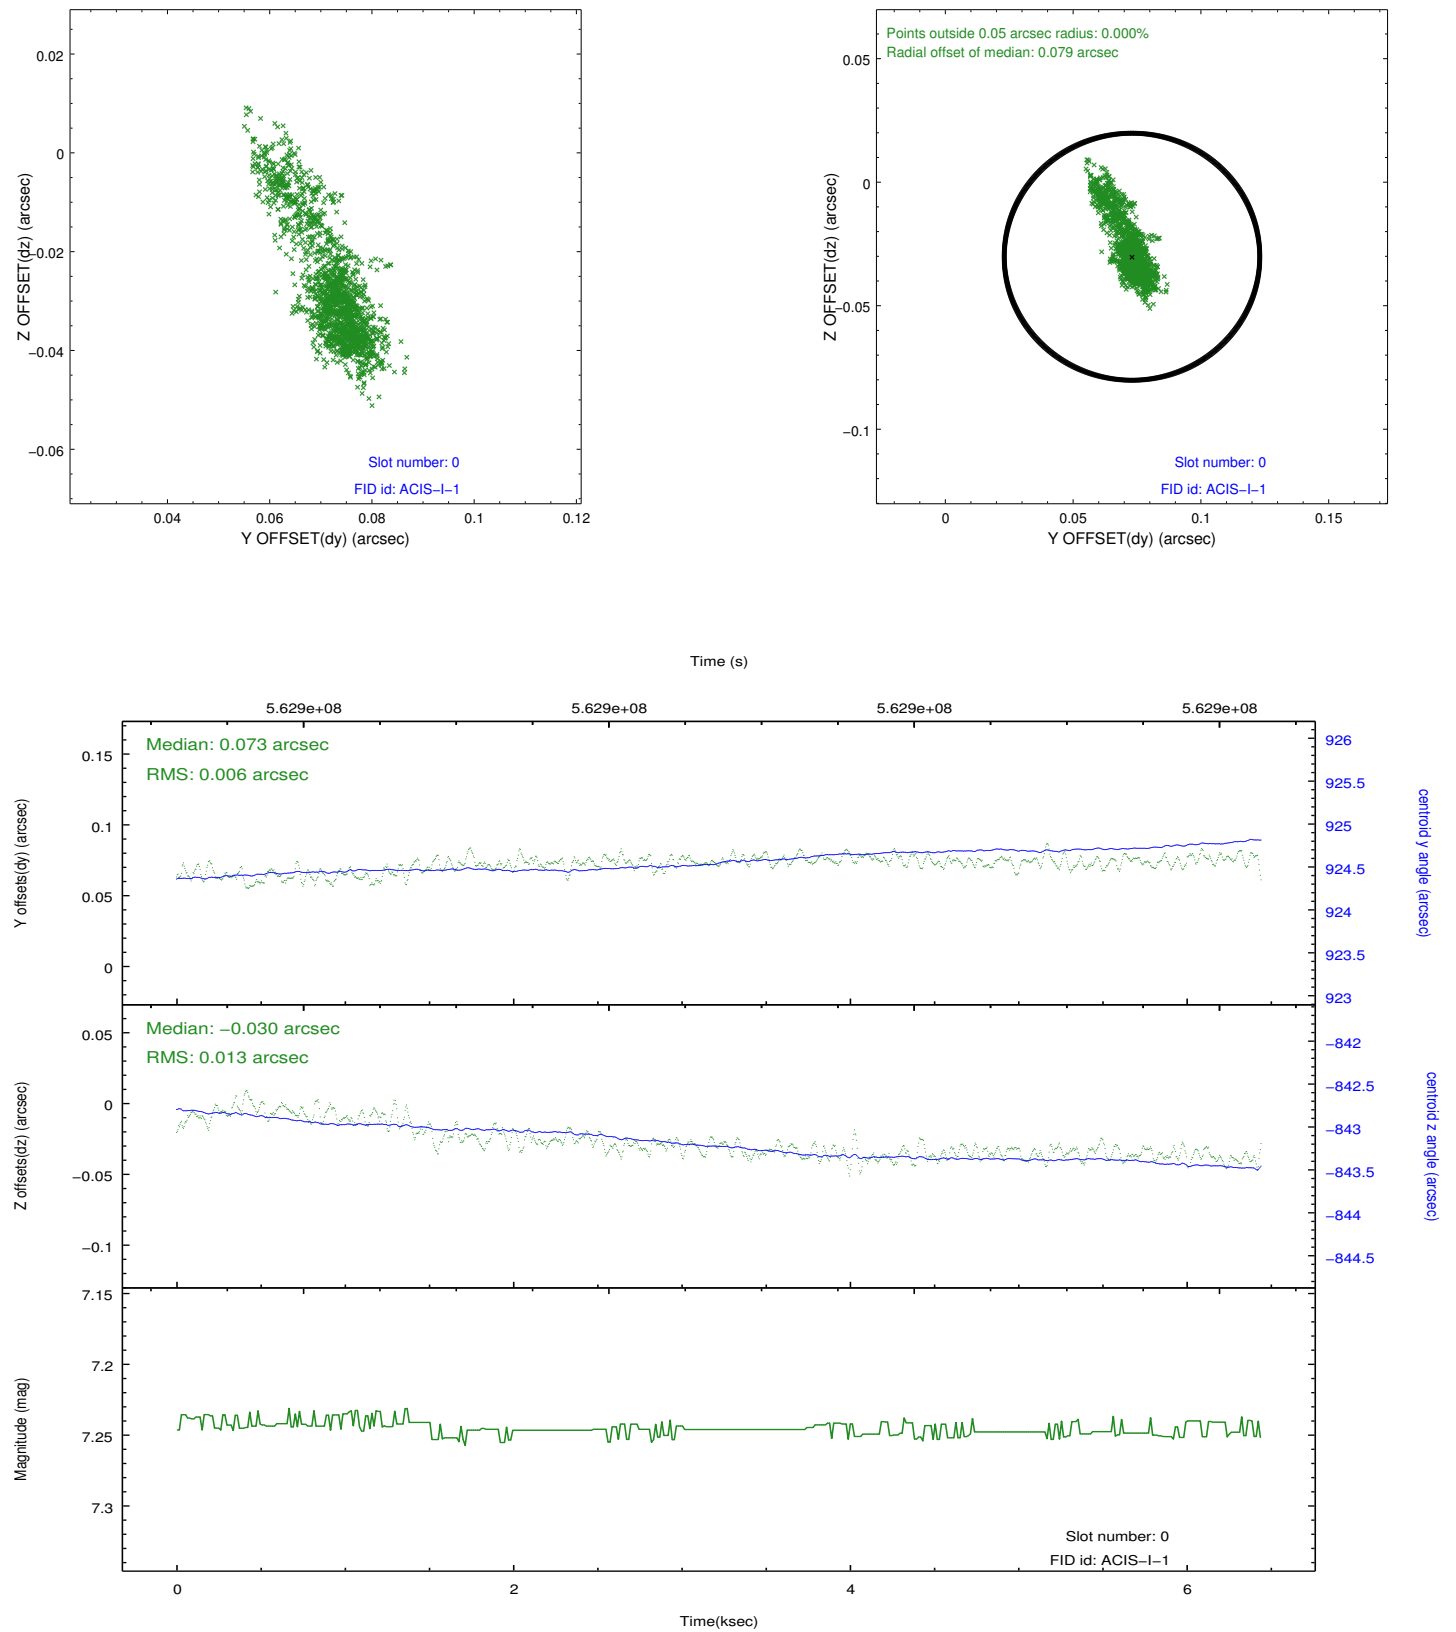 0.02
0
−0.02
−0.04
−0.06
Z OFFSET(dz) (arcsec)
Slot number: 0
FID id: ACIS−I−1
0.04 0.06 0.08 0.1 0.12
Y OFFSET(dy) (arcsec)
Points outside 0.05 arcsec radius: 0.000%
Radial offset of median: 0.079 arcsec
0.05
0
−0.05
−0.1
Z OFFSET(dz) (arcsec)
Slot number: 0
FID id: ACIS−I−1
0 0.05 0.1 0.15
Y OFFSET(dy) (arcsec)
Time (s)
5.629e+08 5.629e+08 5.629e+08 5.629e+08
Median: 0.073 arcsec
RMS: 0.006 arcsec
0.15
0.1
0.05
0
Y offsets(dy) (arcsec)
926
925.5
925
924.5
924
923.5
923
centroid y angle (arcsec)
Median: −0.030 arcsec
RMS: 0.013 arcsec
0.05
0
−0.05
−0.1
Z offsets(dz) (arcsec)
−842
−842.5
−843
−843.5
−844
−844.5
centroid z angle (arcsec)
7.15
7.2
7.25
7.3
Magnitude (mag)
Slot number: 0
FID id: ACIS−I−1
0 2 4 6
Time(ksec)